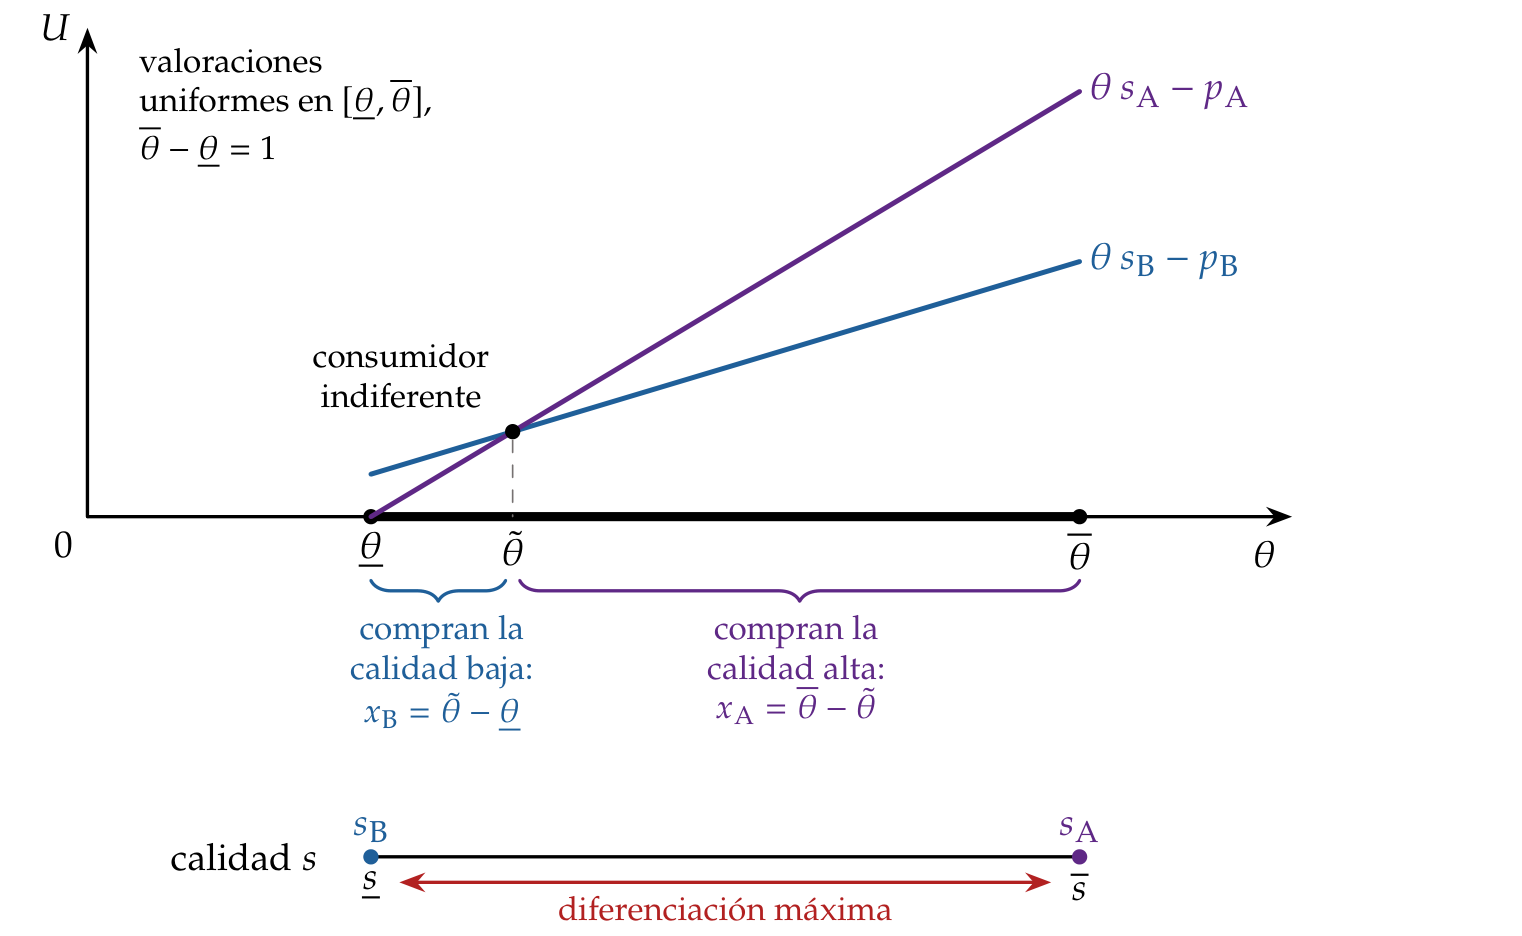 U
valoraciones
uniformes en [θ̲, θ̅],
θ̅ − θ̲ = 1
θ s_A − p_A
θ s_B − p_B
consumidor
indiferente
0
θ̲
θ̃
θ̅
θ
compran la
calidad baja:
x_B = θ̃ − θ̲
compran la
calidad alta:
x_A = θ̅ − θ̃
s_B
s_A
calidad s
s̲
s̅
diferenciación máxima